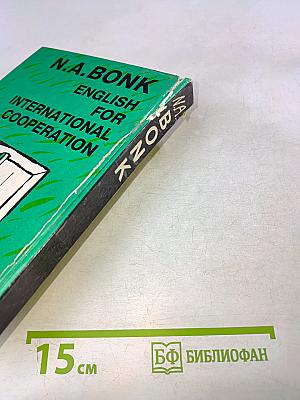 N.A.BONK
ENGLISH
FOR
INTERNATIONAL
COOPERATION
N.A.
BONK
15 см
БФ БИБЛИОФАН